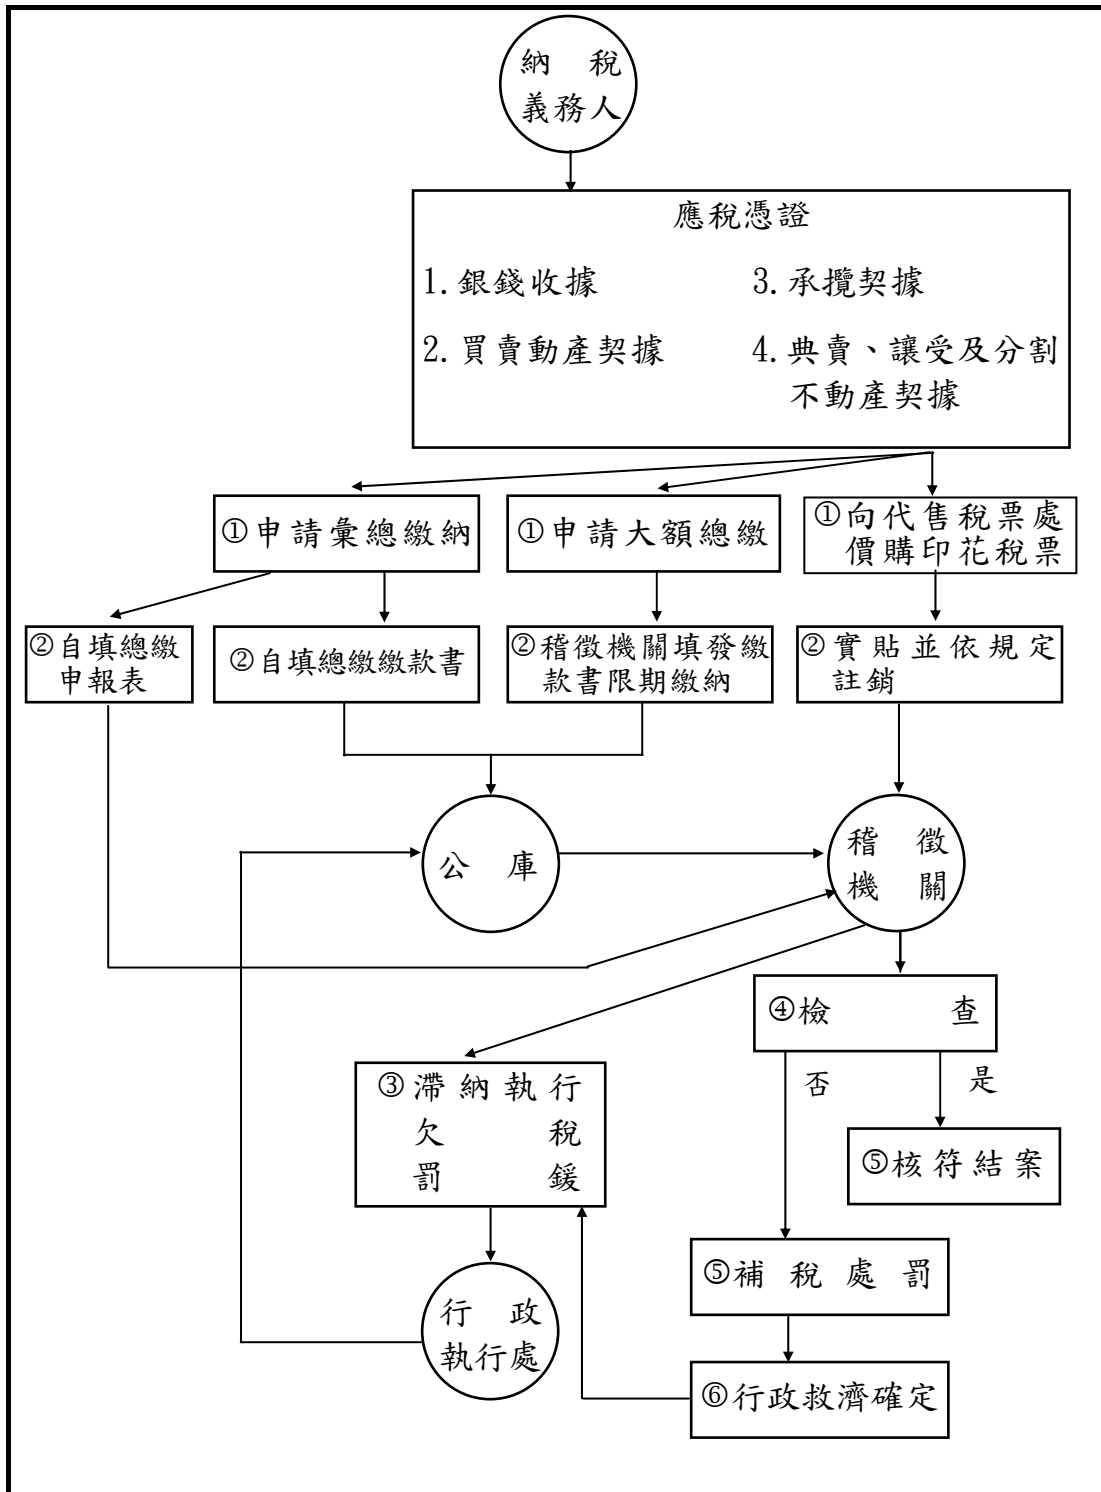 納稅
義務人
應稅憑證
1.銀錢收據
3.承攬契據
2.買賣動產契據
4.典賣、讓受及分割
不動產契據
①申請彙總繳納
①申請大額總繳
①向代售稅票處
價購印花稅票
②自填總繳
申報表
②自填總繳繳款書
②稽徵機關填發繳
款書限期繳納
②實貼並依規定
註銷
公庫
稽徵
機關
④檢查
否
是
③滯納執行
欠稅
罰鍰
⑤核符結案
⑤補稅處罰
行政
執行處
⑥行政救濟確定